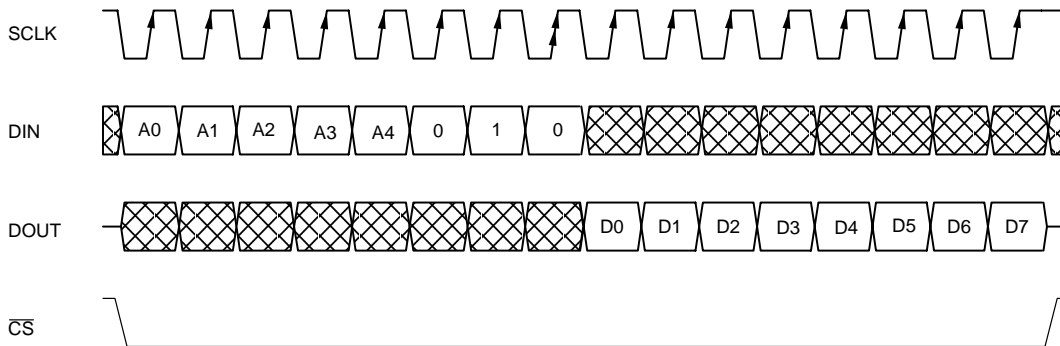 SCLK
DIN A0 A1 A2 A3 A4 0 1 0
DOUT D0 D1 D2 D3 D4 D5 D6 D7
C̅S̅